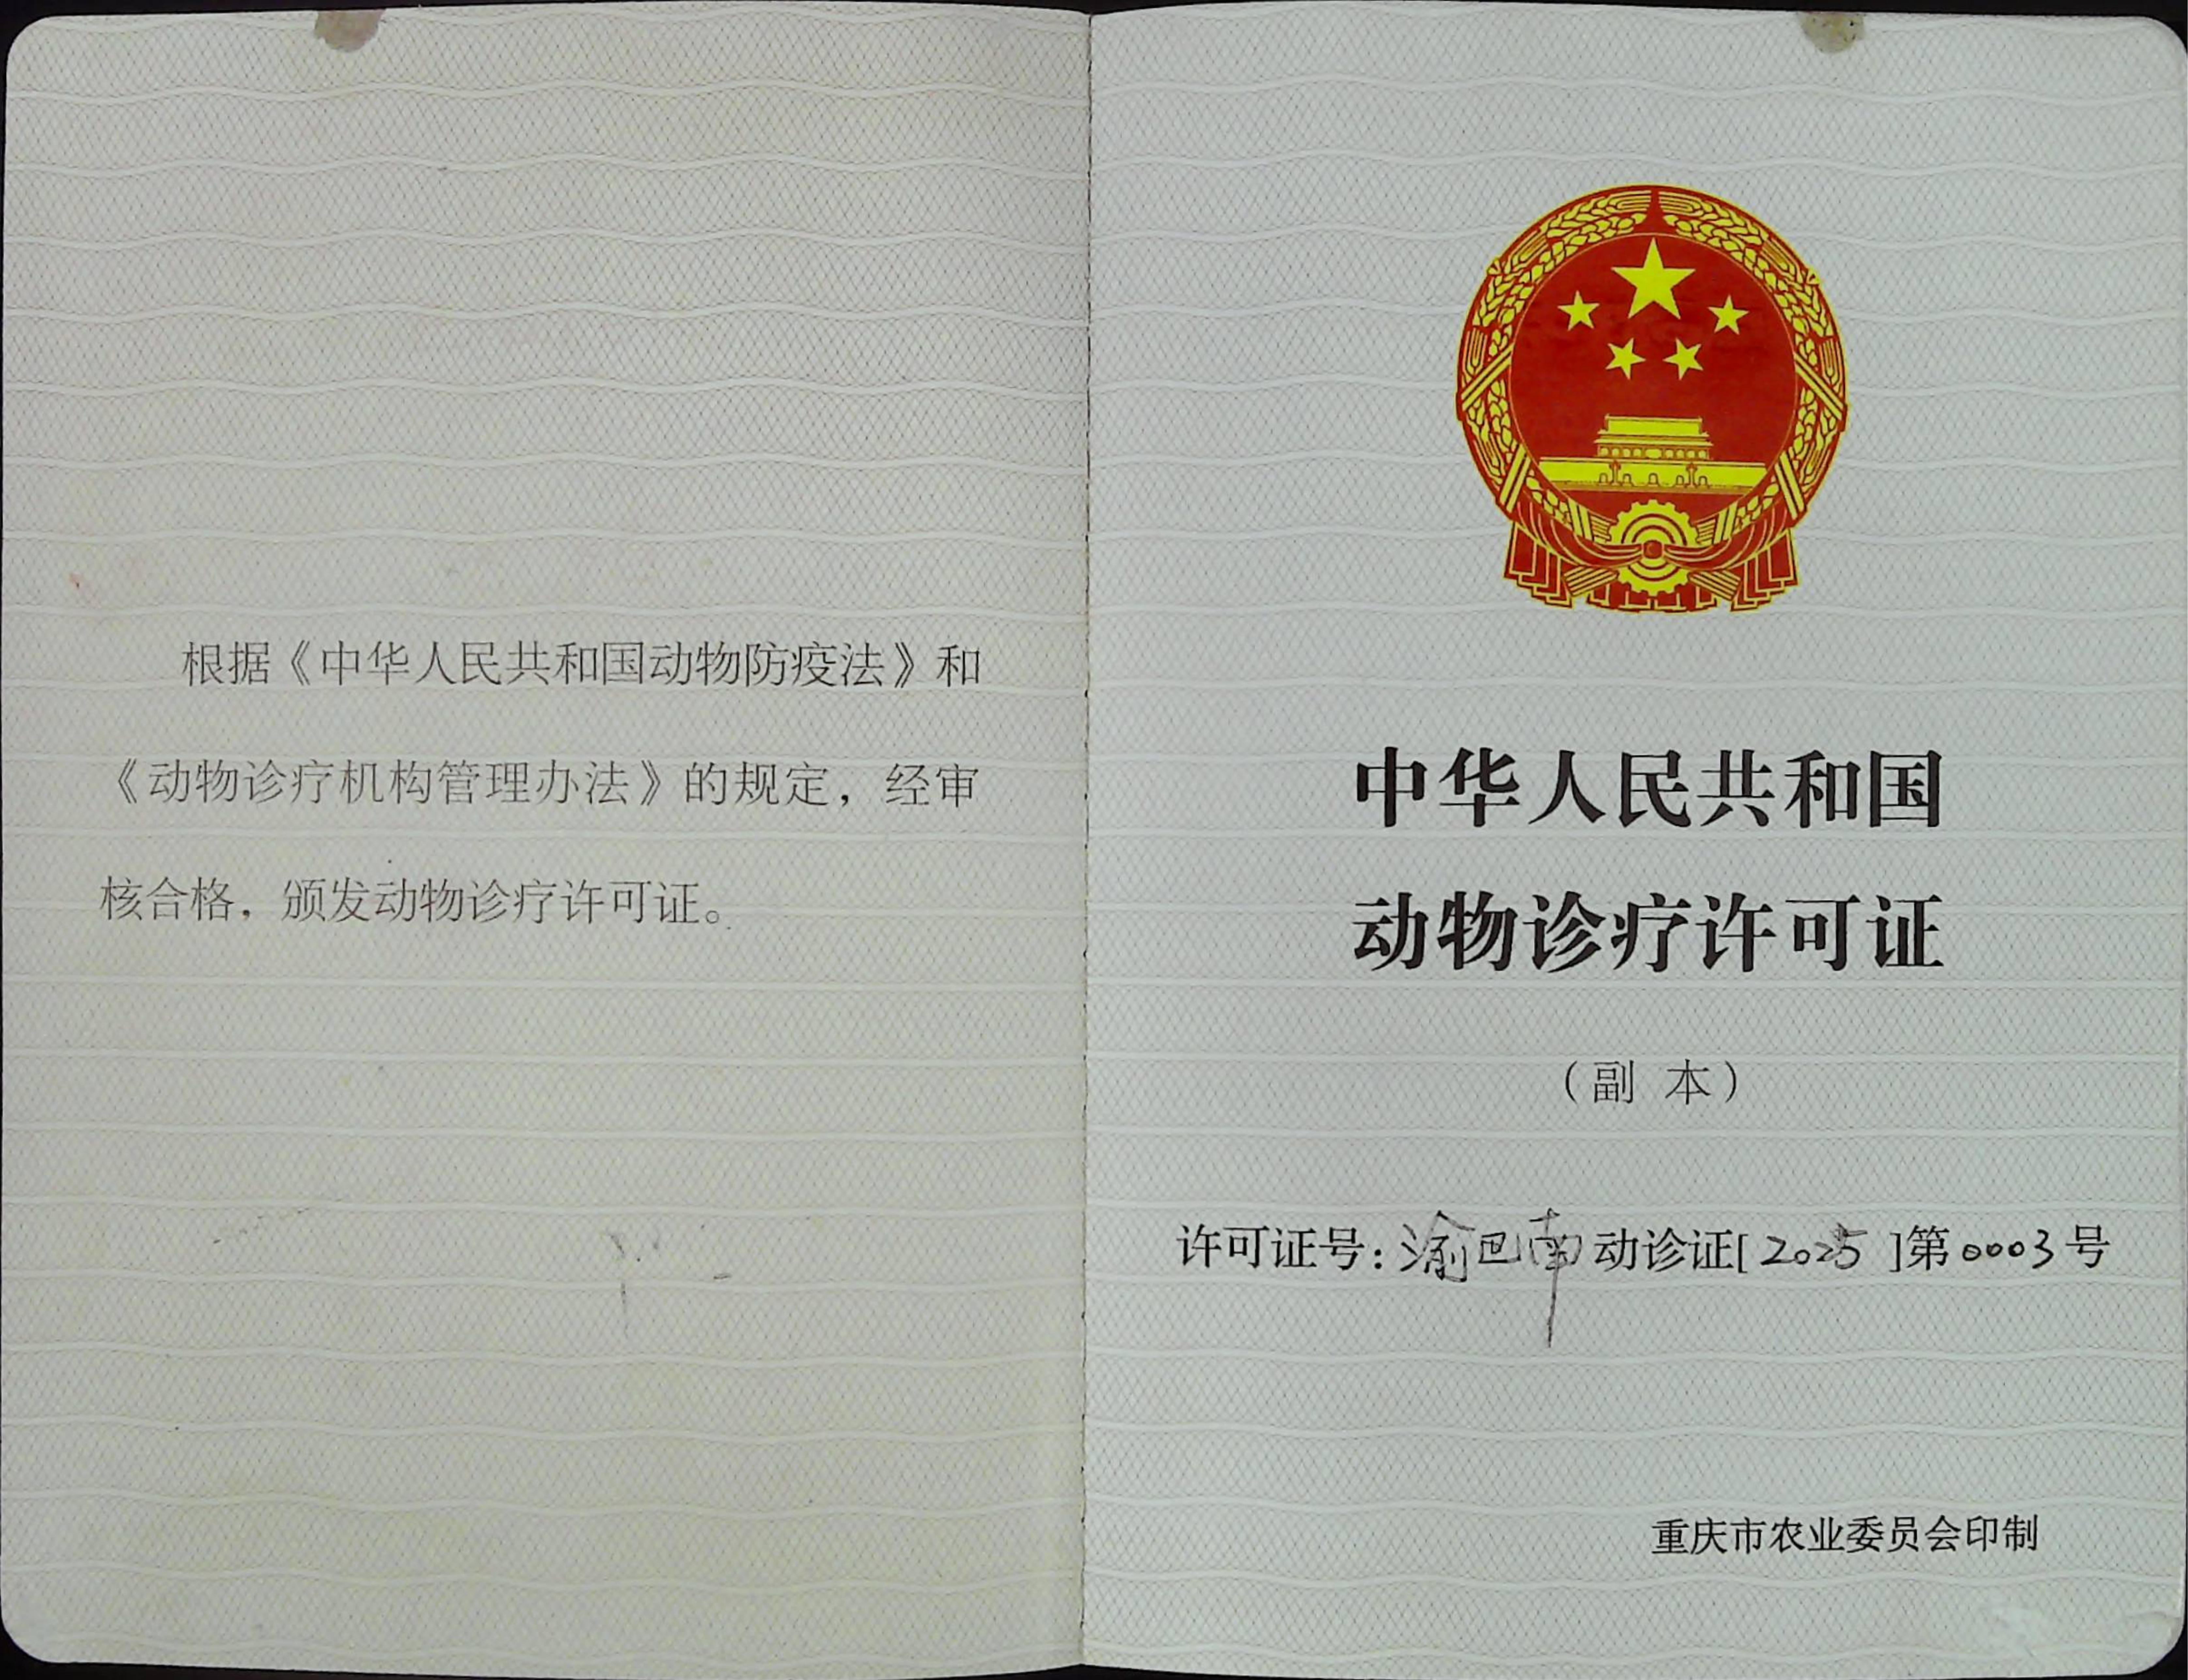 根据《中华人民共和国动物防疫法》和
《动物诊疗机构管理办法》的规定，经审
核合格，颁发动物诊疗许可证。
中华人民共和国
动物诊疗许可证
（副 本）
许可证号：渝巴南动诊证[2025]第0003号
重庆市农业委员会印制